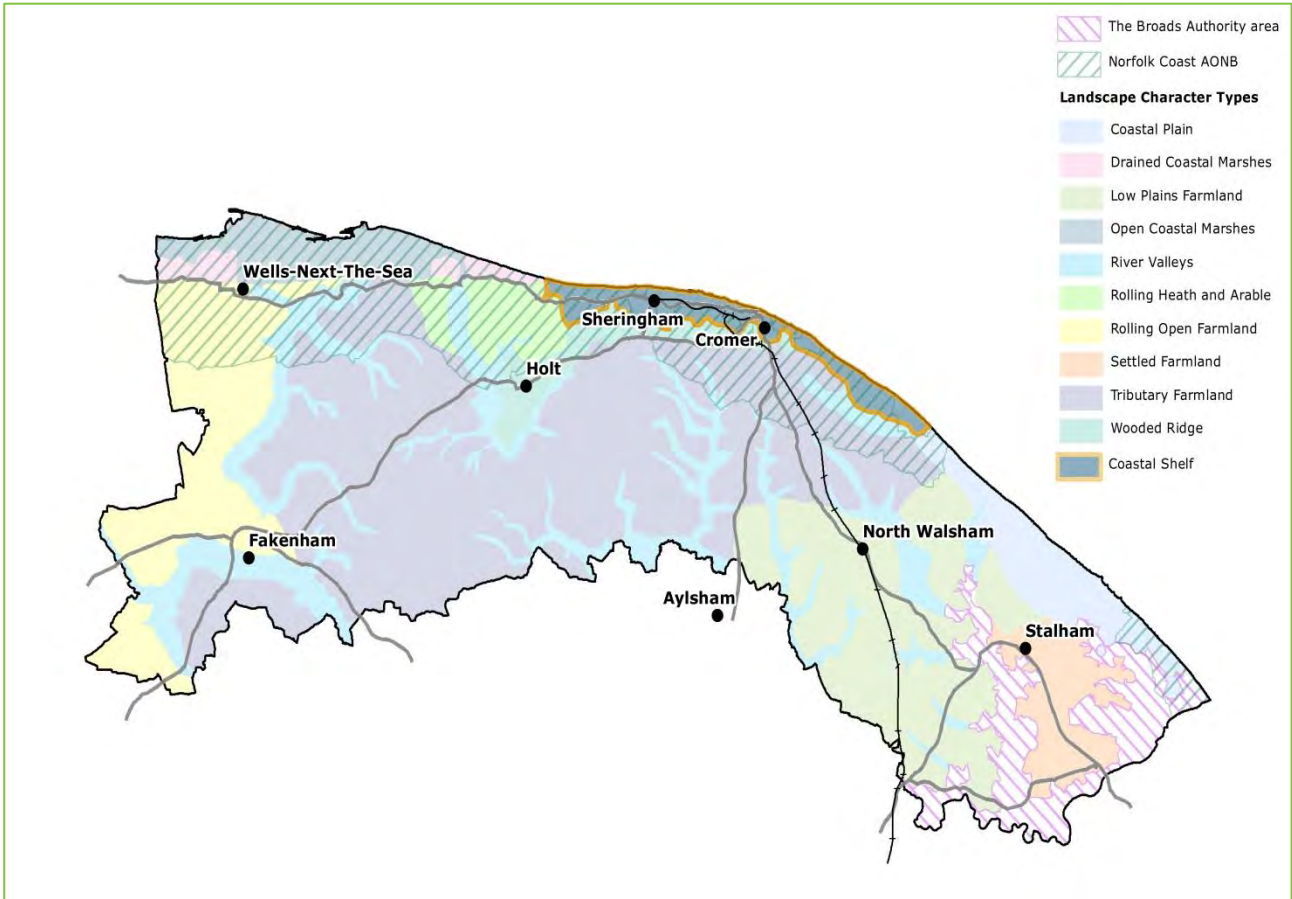 The Broads Authority area
Norfolk Coast AONB
Landscape Character Types
Coastal Plain
Drained Coastal Marshes
Low Plains Farmland
Open Coastal Marshes
River Valleys
Rolling Heath and Arable
Rolling Open Farmland
Settled Farmland
Tributary Farmland
Wooded Ridge
Coastal Shelf
Wells-Next-The-Sea
Sheringham
Cromer
Holt
Fakenham
North Walsham
Aylsham
Stalham